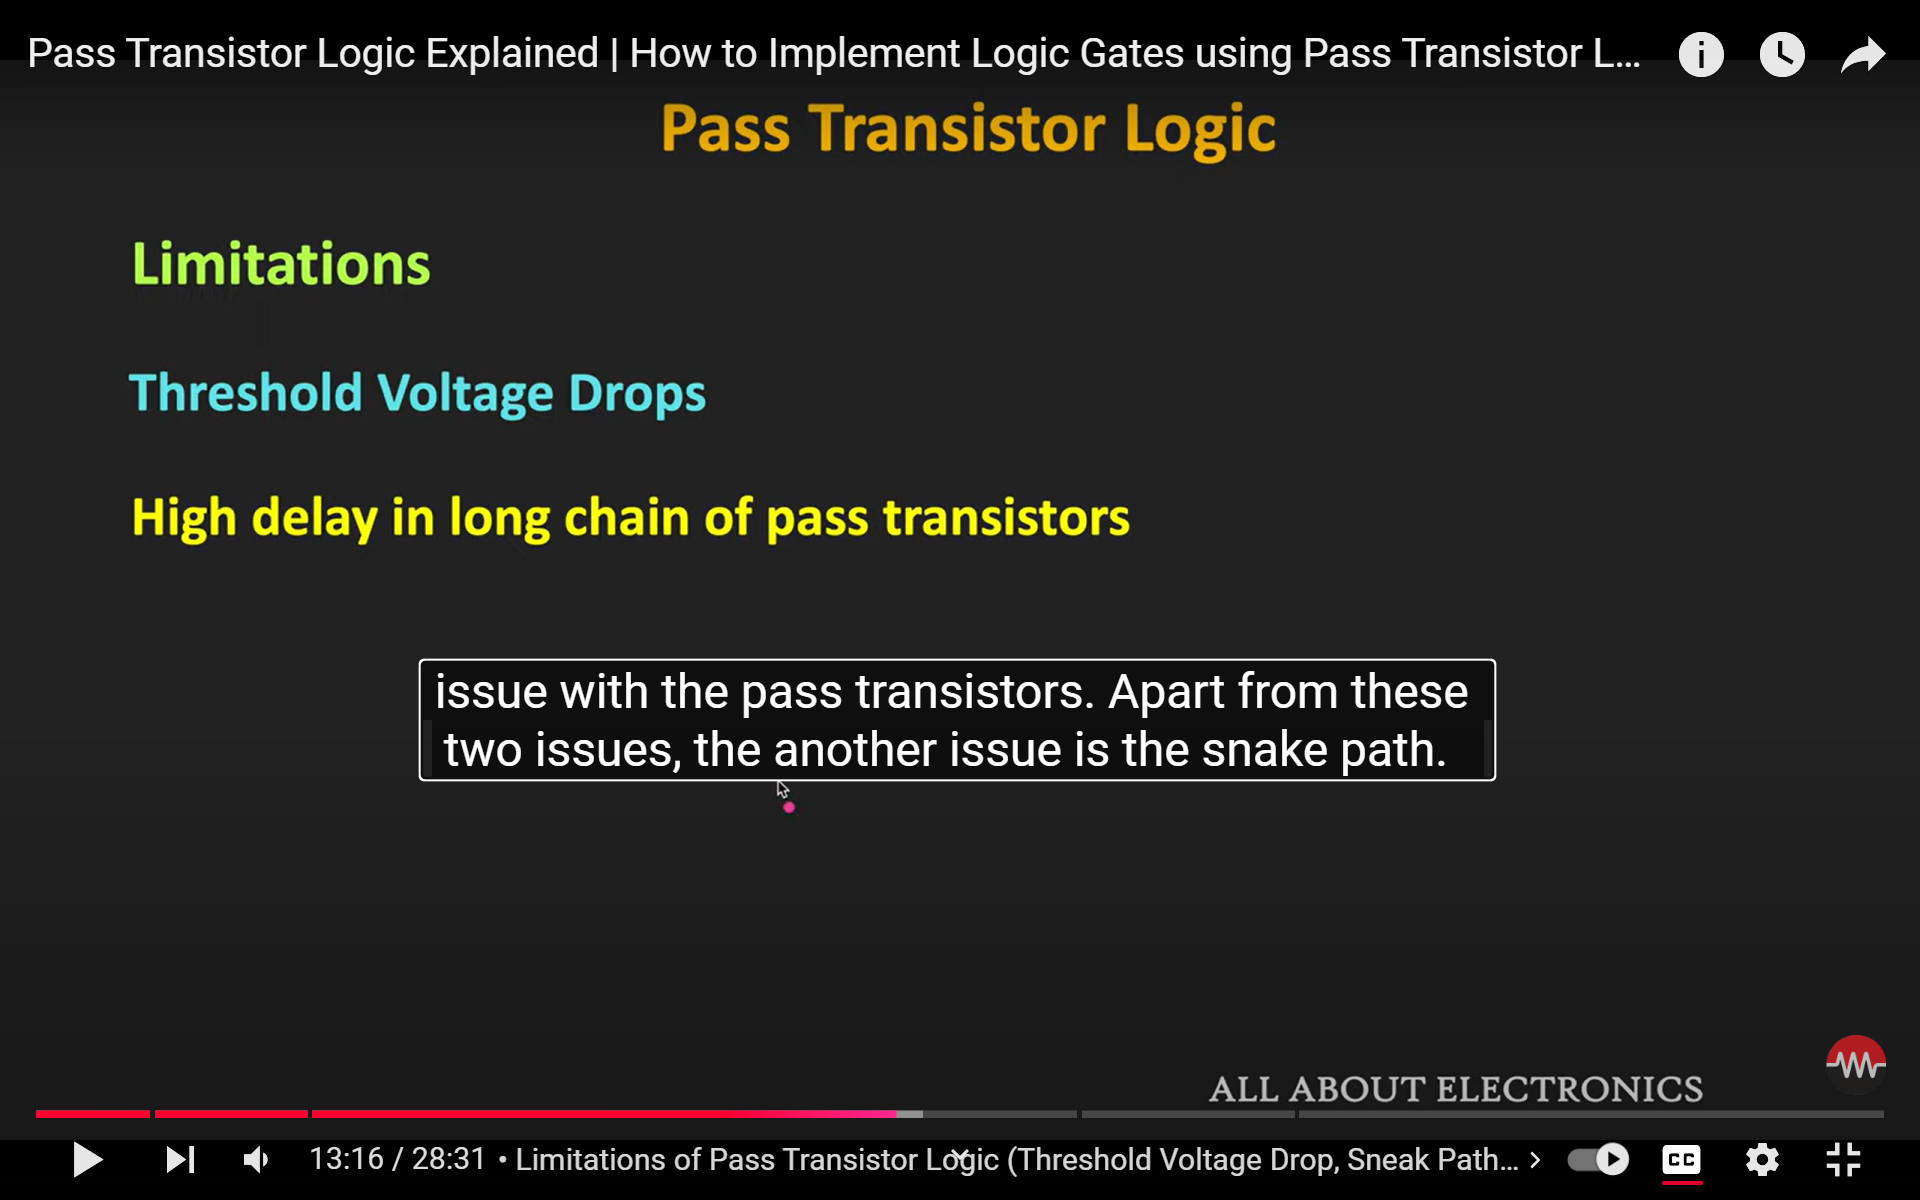 Pass Transistor Logic Explained | How to Implement Logic Gates using Pass Transistor L...
Pass Transistor Logic
Limitations
Threshold Voltage Drops
High delay in long chain of pass transistors
issue with the pass transistors. Apart from these
two issues, the another issue is the snake path.
ALL ABOUT ELECTRONICS
13:16 / 28:31 • Limitations of Pass Transistor Logic (Threshold Voltage Drop, Sneak Path... >
CC